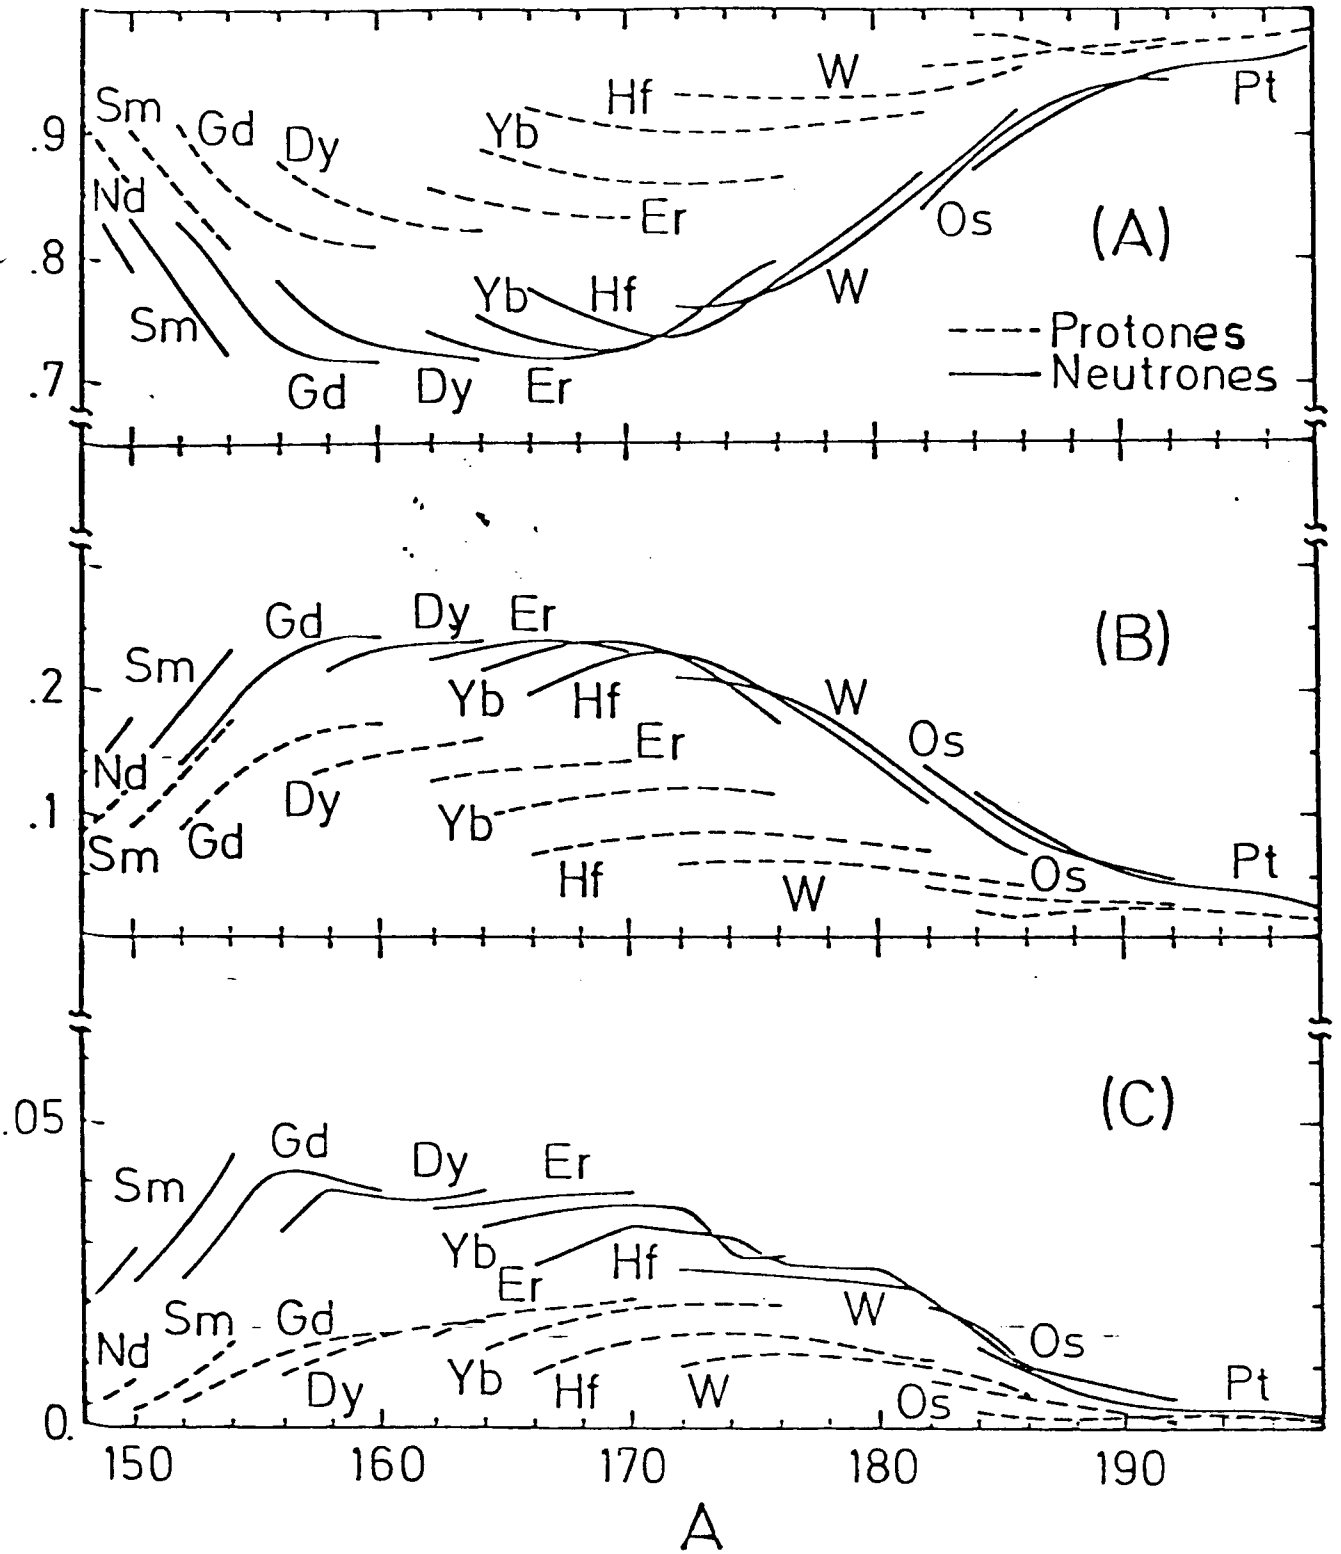 W
Hf
Pt
Sm
.9
Gd
Dy
Yb
Nd
Er
Os
(A)
.8
Yb
Hf
W
Sm
Protones
Neutrones
.7
Gd
Dy
Er
Gd
Dy
Er
(B)
Sm
.2
Yb
Hf
W
Er
Os
Nd
Dy
.1
Yb
Sm
Gd
Hf
W
Os
Pt
(C)
.05
Gd
Dy
Er
Sm
Yb
Hf
Er
W
Sm
Gd
Os
Nd
Yb
Hf
W
Dy
Os
Pt
0.
150 160 170 180 190
A